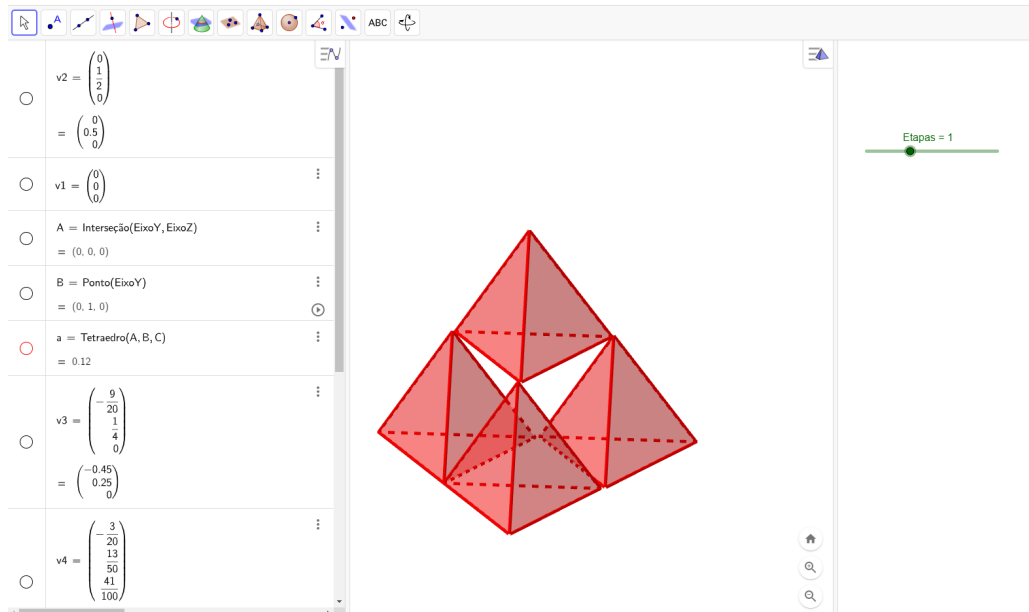 A
ABC
v2 = (0 1/2 0)
= (0 0.5 0)
v1 = (0 0 0)
A = Interseção(EixoY, EixoZ)
= (0, 0, 0)
B = Ponto(EixoY)
= (0, 1, 0)
a = Tetraedro(A, B, C)
= 0.12
v3 = (-9/20 1/4 0)
= (-0.45 0.25 0)
v4 = (-3/20 13/50 41/100)
Etapas = 1